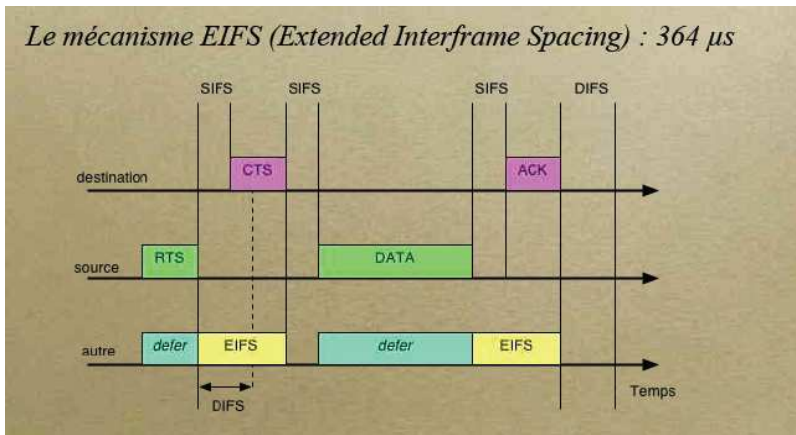 Le mécanisme EIFS (Extended Interframe Spacing) : 364 µs
SIFS SIFS SIFS DIFS
CTS ACK
destination
RTS DATA
source
defer EIFS defer EIFS
autre
Temps
DIFS